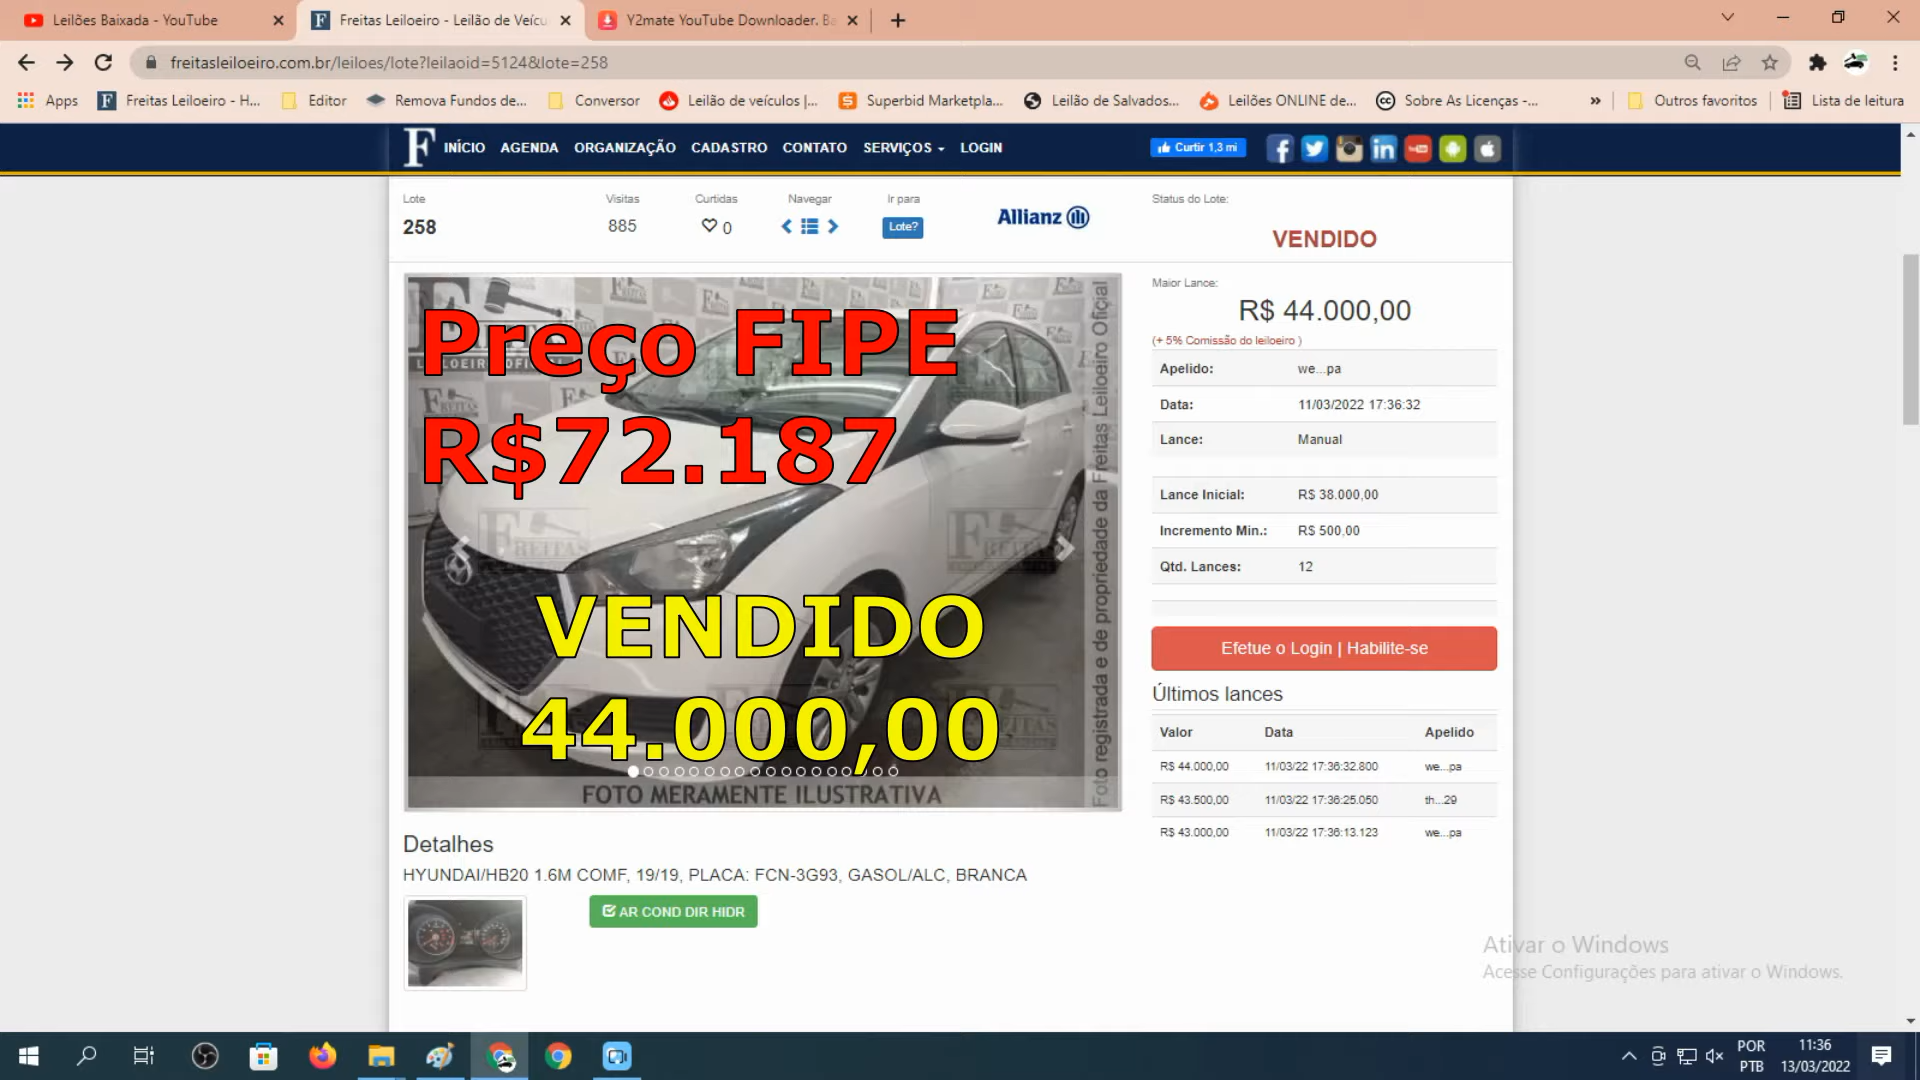 Leilões Baixada - YouTube
Freitas Leiloeiro - Leilão de Veícu
Y2mate YouTube Downloader. Ba
freitasleiloeiro.com.br/leiloes/lote?leilaoid=5124&lote=258
Apps
Freitas Leiloeiro - H...
Editor
Remova Fundos de...
Conversor
Leilão de veículos |...
Superbid Marketpla...
Leilão de Salvados...
Leilões ONLINE de...
Sobre As Licenças -...
»
Outros favoritos
Lista de leitura
F INÍCIO AGENDA ORGANIZAÇÃO CADASTRO CONTATO SERVIÇOS LOGIN
Curtir 1,3 mi
Lote
258
Visitas
885
Curtidas
0
Navegar
Ir para
Lote?
Allianz
Status do Lote:
VENDIDO
Preço FIPE
R$72.187
VENDIDO
44.000,00
FREITAS
FREITAS
Foto registrada e de propriedade da Freitas Leiloeiro Oficial
FOTO MERAMENTE ILUSTRATIVA
Maior Lance:
R$ 44.000,00
(+ 5% Comissão do leiloeiro )
Apelido: we...pa
Data: 11/03/2022 17:36:32
Lance: Manual
Lance Inicial: R$ 38.000,00
Incremento Min.: R$ 500,00
Qtd. Lances: 12
Efetue o Login | Habilite-se
Últimos lances
Valor Data Apelido
R$ 44.000,00 11/03/22 17:36:32.800 we...pa
R$ 43.500,00 11/03/22 17:36:25.050 th...29
R$ 43.000,00 11/03/22 17:36:13.123 we...pa
Detalhes
HYUNDAI/HB20 1.6M COMF, 19/19, PLACA: FCN-3G93, GASOL/ALC, BRANCA
AR COND DIR HIDR
Ativar o Windows
Acesse Configurações para ativar o Windows.
POR
PTB
11:36
13/03/2022